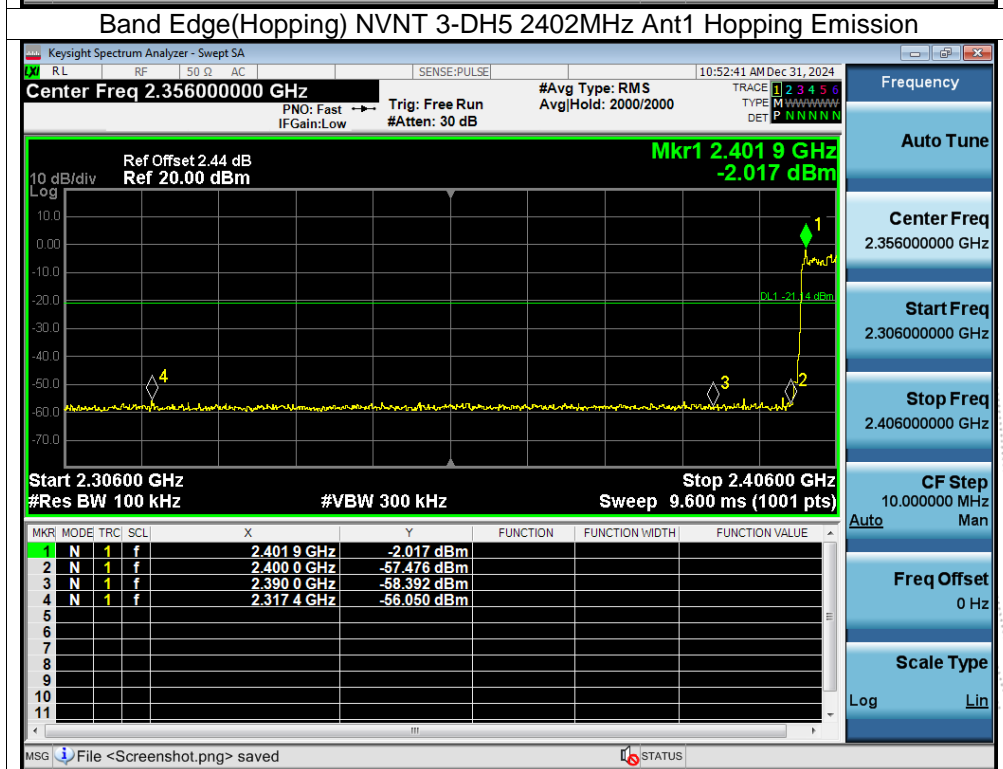 Band Edge(Hopping) NVNT 3-DH5 2402MHz Ant1 Hopping Emission
Keysight Spectrum Analyzer - Swept SA
LXI RL RF 50 Ω AC SENSE:PULSE 10:52:41 AM Dec 31, 2024
Center Freq 2.356000000 GHz
PNO: Fast
IFGain:Low
Trig: Free Run
#Atten: 30 dB
#Avg Type: RMS
Avg|Hold: 2000/2000
TRACE 1 2 3 4 5 6
TYPE M WWWWW
DET P N N N N N
Ref Offset 2.44 dB
Ref 20.00 dBm
10 dB/div
Log
Mkr1 2.401 9 GHz
-2.017 dBm
10.0
0.00
-10.0
-20.0
-30.0
-40.0
-50.0
-60.0
-70.0
DL1 -21.14 dBm
1
2
3
4
Start 2.30600 GHz
Stop 2.40600 GHz
#Res BW 100 kHz #VBW 300 kHz Sweep 9.600 ms (1001 pts)
MKR MODE TRC SCL X Y FUNCTION FUNCTION WIDTH FUNCTION VALUE
1 N 1 f 2.401 9 GHz -2.017 dBm
2 N 1 f 2.400 0 GHz -57.476 dBm
3 N 1 f 2.390 0 GHz -58.392 dBm
4 N 1 f 2.317 4 GHz -56.050 dBm
5
6
7
8
9
10
11
MSG File <Screenshot.png> saved STATUS
Frequency
Auto Tune
Center Freq
2.356000000 GHz
Start Freq
2.306000000 GHz
Stop Freq
2.406000000 GHz
CF Step
10.000000 MHz
Auto Man
Freq Offset
0 Hz
Scale Type
Log Lin